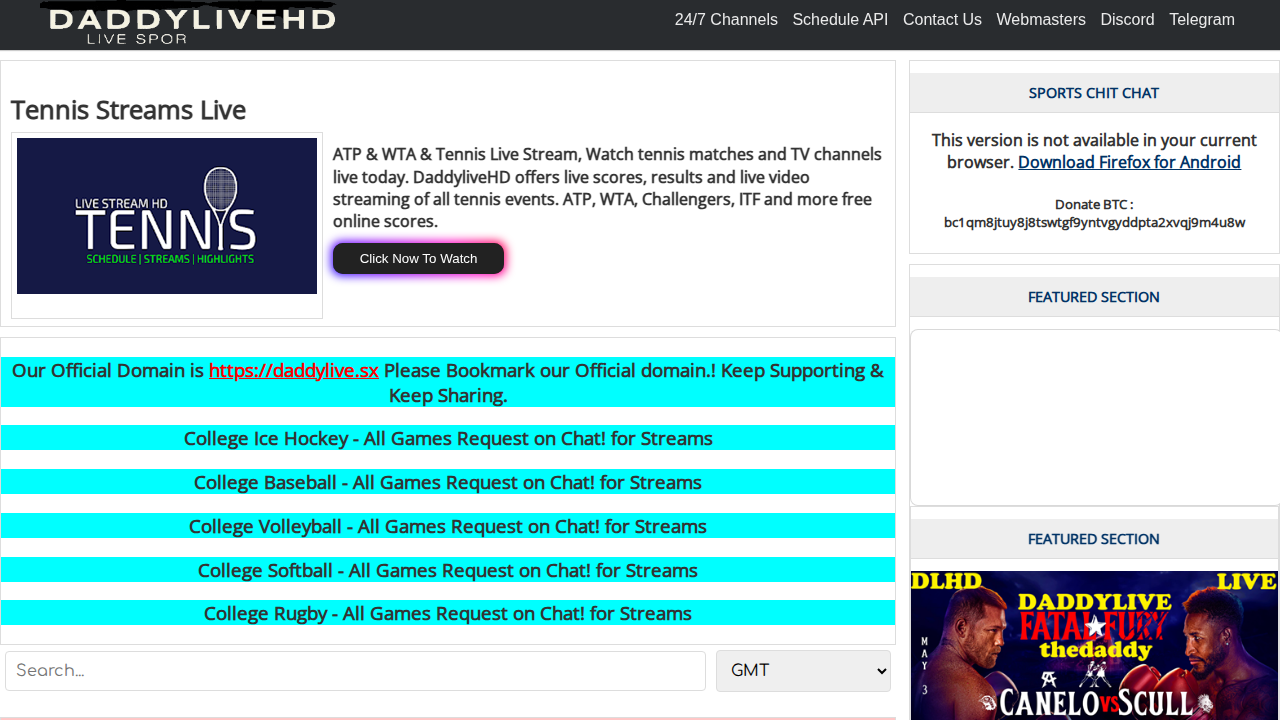 DADDYLIVEHD
LIVE SPOR
24/7 Channels Schedule API Contact Us Webmasters Discord Telegram
Tennis Streams Live
LIVE STREAM HD
TENNIS
SCHEDULE | STREAMS | HIGHLIGHTS
ATP & WTA & Tennis Live Stream, Watch tennis matches and TV channels
live today. DaddyliveHD offers live scores, results and live video
streaming of all tennis events. ATP, WTA, Challengers, ITF and more free
online scores.
Click Now To Watch
Our Official Domain is https://daddylive.sx Please Bookmark our Official domain.! Keep Supporting &
Keep Sharing.
College Ice Hockey - All Games Request on Chat! for Streams
College Baseball - All Games Request on Chat! for Streams
College Volleyball - All Games Request on Chat! for Streams
College Softball - All Games Request on Chat! for Streams
College Rugby - All Games Request on Chat! for Streams
Search...
GMT
SPORTS CHIT CHAT
This version is not available in your current
browser. Download Firefox for Android
Donate BTC :
bc1qm8jtuy8j8tswtgf9yntvgyddpta2xvqj9m4u8w
FEATURED SECTION
FEATURED SECTION
DLHD LIVE
DADDYLIVE
FATAL FURY
thedaddy
MAY 3
CANELO VS SCULL